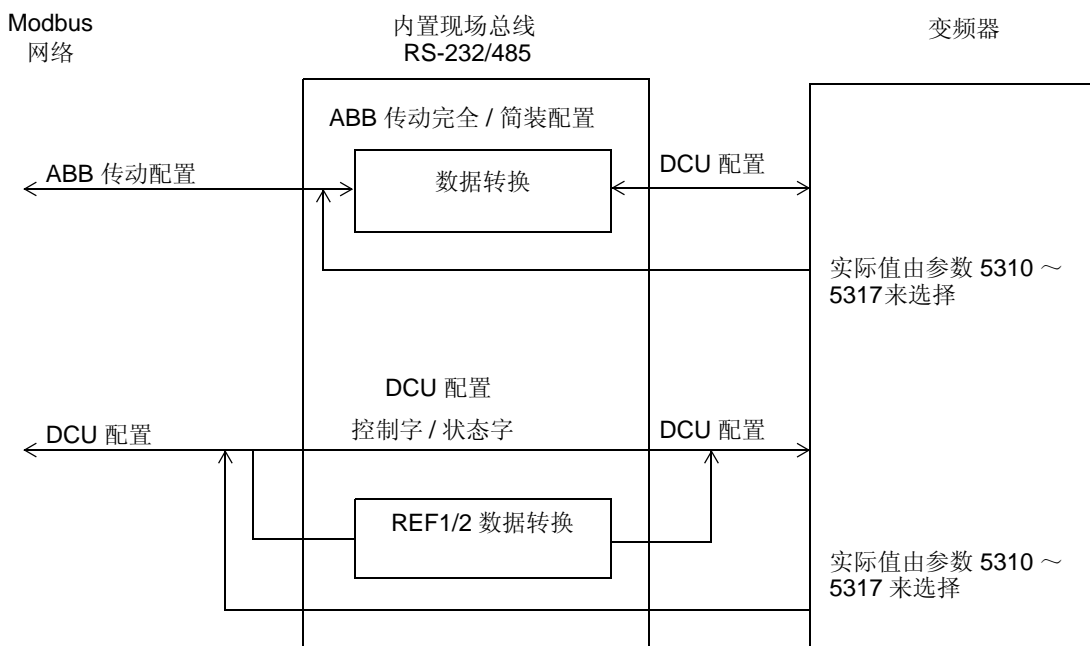 Modbus
网络
内置现场总线
RS-232/485
变频器
ABB 传动完全 / 简装配置
ABB 传动配置
数据转换
DCU 配置
实际值由参数 5310 ～
5317来选择
DCU 配置
DCU 配置
控制字 / 状态字
DCU 配置
REF1/2 数据转换
实际值由参数 5310 ～
5317 来选择